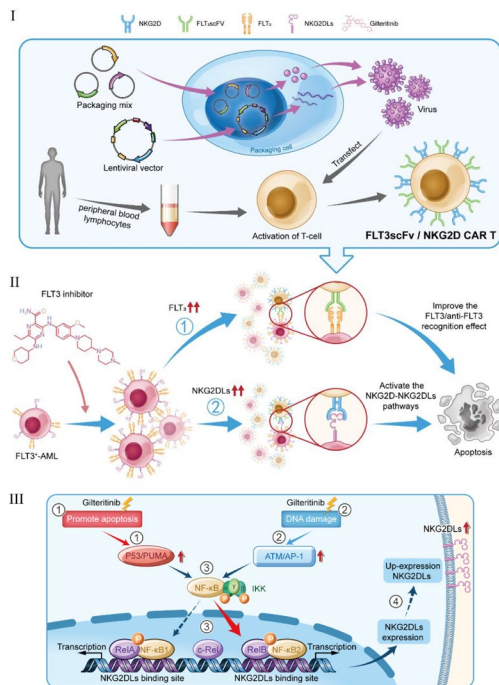 I
NKG2D
FLT₃scFV
FLT₃
NKG2DLs
Gilteritinib
Packaging mix
Lentiviral vector
Packaging cell
Virus
Transfect
peripheral blood
lymphocytes
Activation of T-cell
FLT3scFv / NKG2D CAR T
II
FLT3 inhibitor
FLT3⁺-AML
FLT₃
①
NKG2DLs
②
Improve the
FLT3/anti-FLT3
recognition effect
Activate the
NKG2D-NKG2DLs
pathways
Apoptosis
III
Gilteritinib
① Promote apoptosis
①
P53/PUMA
Gilteritinib
DNA damage ②
②
ATM/AP-1
③
NF-κB
IKK
③
Transcription
RelA
NF-κB1
c-Rel
RelB
NF-κB2
Transcription
NKG2DLs binding site
NKG2DLs binding site
NKG2DLs
expression
④
Up-expression
NKG2DLs
NKG2DLs